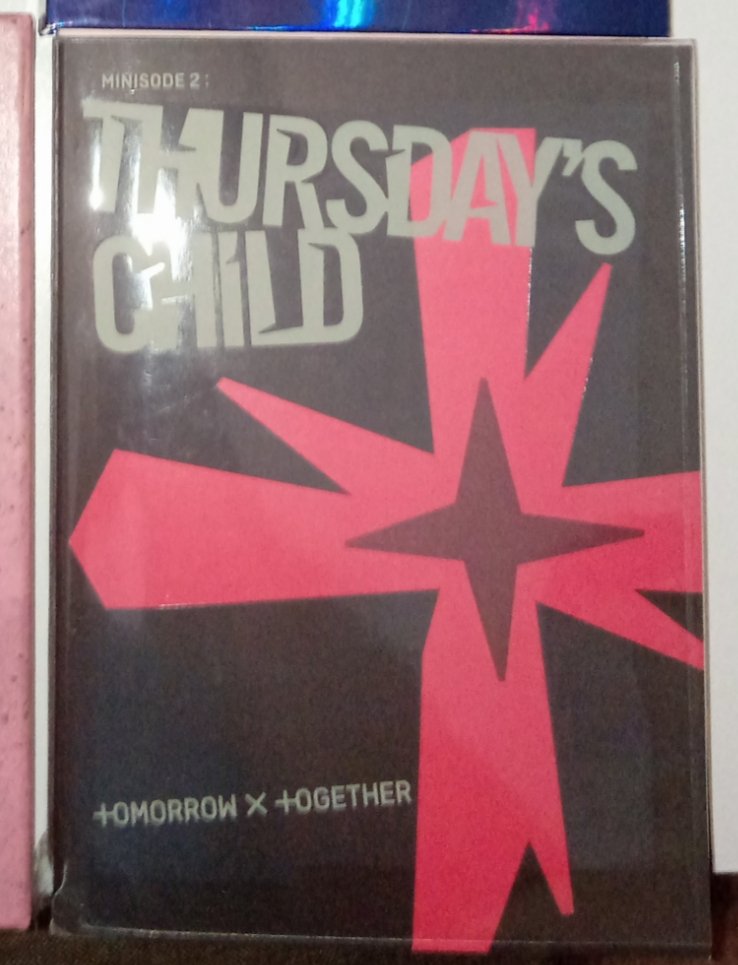 MINISODE 2 :
THURSDAY'S
CHiLD
tOMORROW X tOGETHER